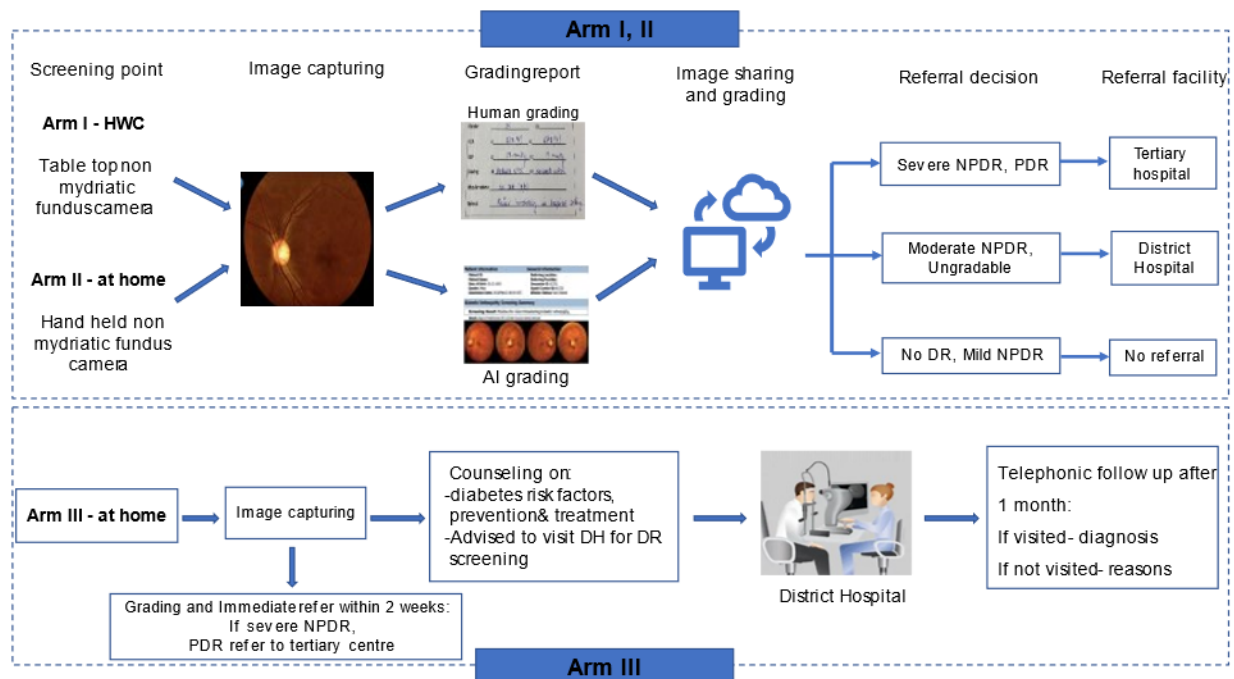 Arm I, II
Screening point
Image capturing
Gradingreport
Image sharing
and grading
Referral decision
Referral facility
Arm I - HWC
Table top non
mydriatic
funduscamera
Arm II - at home
Hand held non
mydriatic fundus
camera
Human grading
AI grading
Severe NPDR, PDR
Tertiary
hospital
Moderate NPDR,
Ungradable
District
Hospital
No DR, Mild NPDR
No referral
Arm III - at home
Image capturing
Grading and Immediate refer within 2 weeks:
If severe NPDR,
PDR refer to tertiary centre
Counseling on:
-diabetes risk factors,
prevention& treatment
-Advised to visit DH for DR
screening
District Hospital
Telephonic follow up after
1 month:
If visited- diagnosis
If not visited- reasons
Arm III